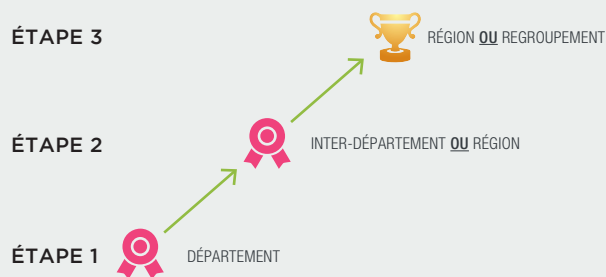 ÉTAPE 3
RÉGION OU REGROUPEMENT
ÉTAPE 2
INTER-DÉPARTEMENT OU RÉGION
ÉTAPE 1
DÉPARTEMENT